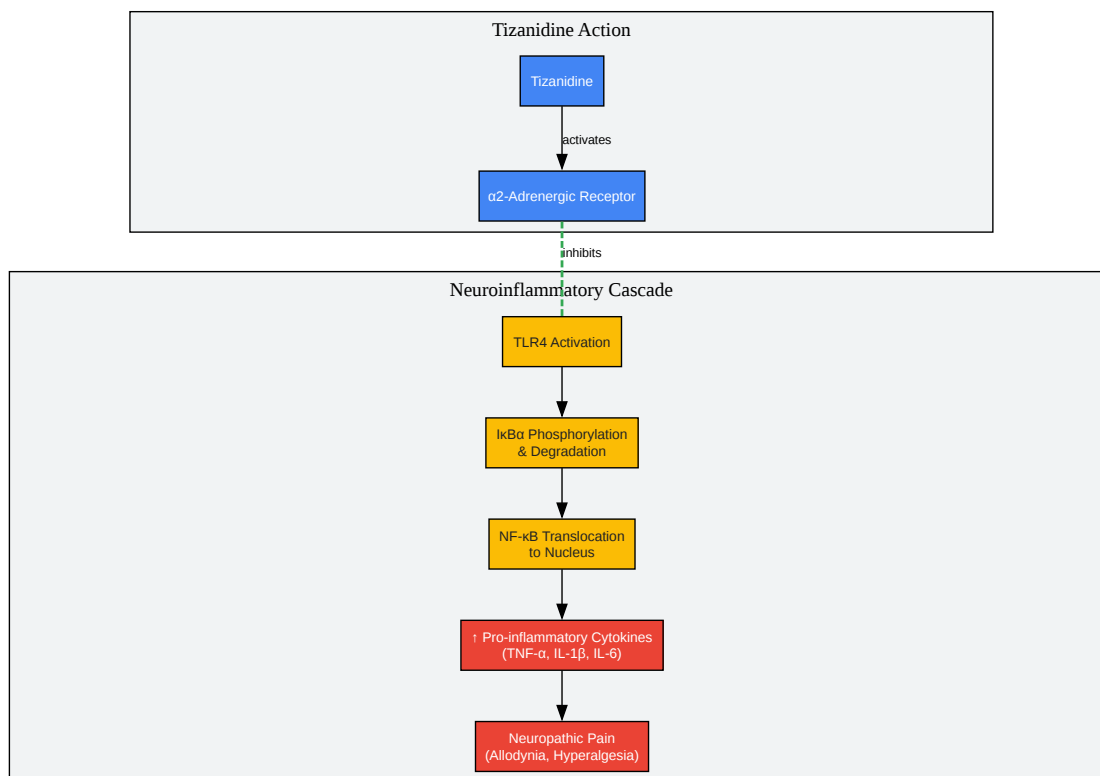 Tizanidine Action
Tizanidine
activates
α2-Adrenergic Receptor
inhibits
Neuroinflammatory Cascade
TLR4 Activation
IκBα Phosphorylation
& Degradation
NF-κB Translocation
to Nucleus
↑ Pro-inflammatory Cytokines
(TNF-α, IL-1β, IL-6)
Neuropathic Pain
(Allodynia, Hyperalgesia)